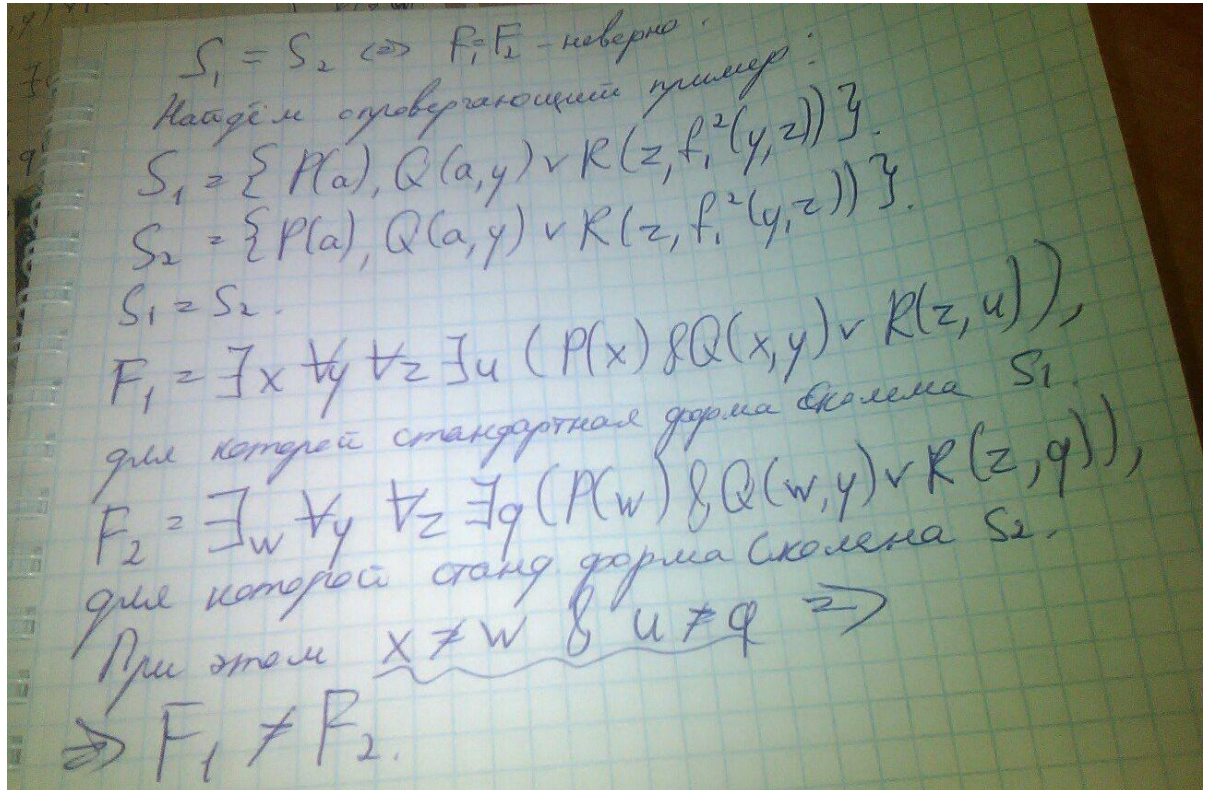 S₁ = S₂ <=> F₁=F₂ - неверно.
Найдём опровергающий пример:
S₁ = {P(a), Q(a,y) ∨ R(z, f₁²(y,z))}.
S₂ = {P(a), Q(a,y) ∨ R(z, f₁²(y,z))}.
S₁ = S₂.
F₁ = ∃x ∀y ∀z ∃u (P(x) & Q(x,y) ∨ R(z,u)),
для которой стандартная форма Сколема S₁.
F₂ = ∃w ∀y ∀z ∃q (P(w) & Q(w,y) ∨ R(z,q)),
для которой станд. форма Сколема S₂.
При этом x ≠ w & u ≠ q =>
=> F₁ ≠ F₂.